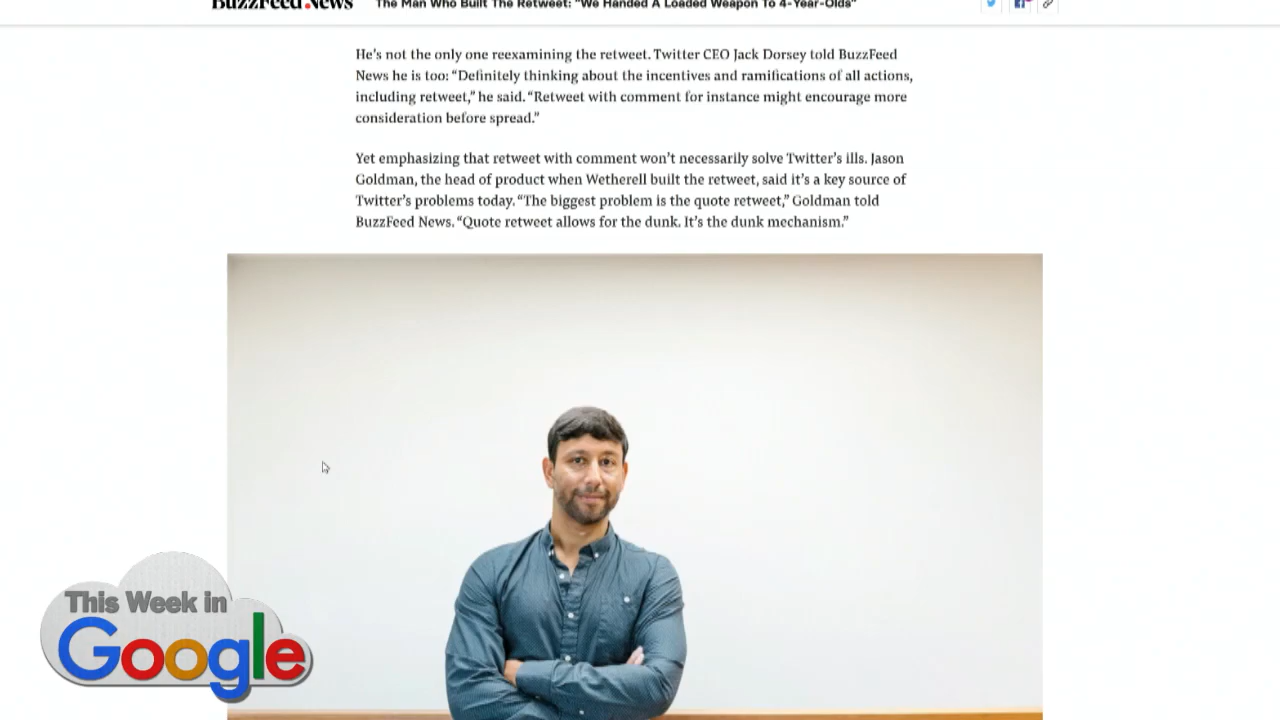 BuzzFeed News The Man Who Built The Retweet: "We Handed A Loaded Weapon To 4-Year-Olds"
He's not the only one reexamining the retweet. Twitter CEO Jack Dorsey told BuzzFeed
News he is too: “Definitely thinking about the incentives and ramifications of all actions,
including retweet,” he said. “Retweet with comment for instance might encourage more
consideration before spread.”
Yet emphasizing that retweet with comment won’t necessarily solve Twitter’s ills. Jason
Goldman, the head of product when Wetherell built the retweet, said it’s a key source of
Twitter’s problems today. “The biggest problem is the quote retweet,” Goldman told
BuzzFeed News. “Quote retweet allows for the dunk. It’s the dunk mechanism.”
This Week in
Google